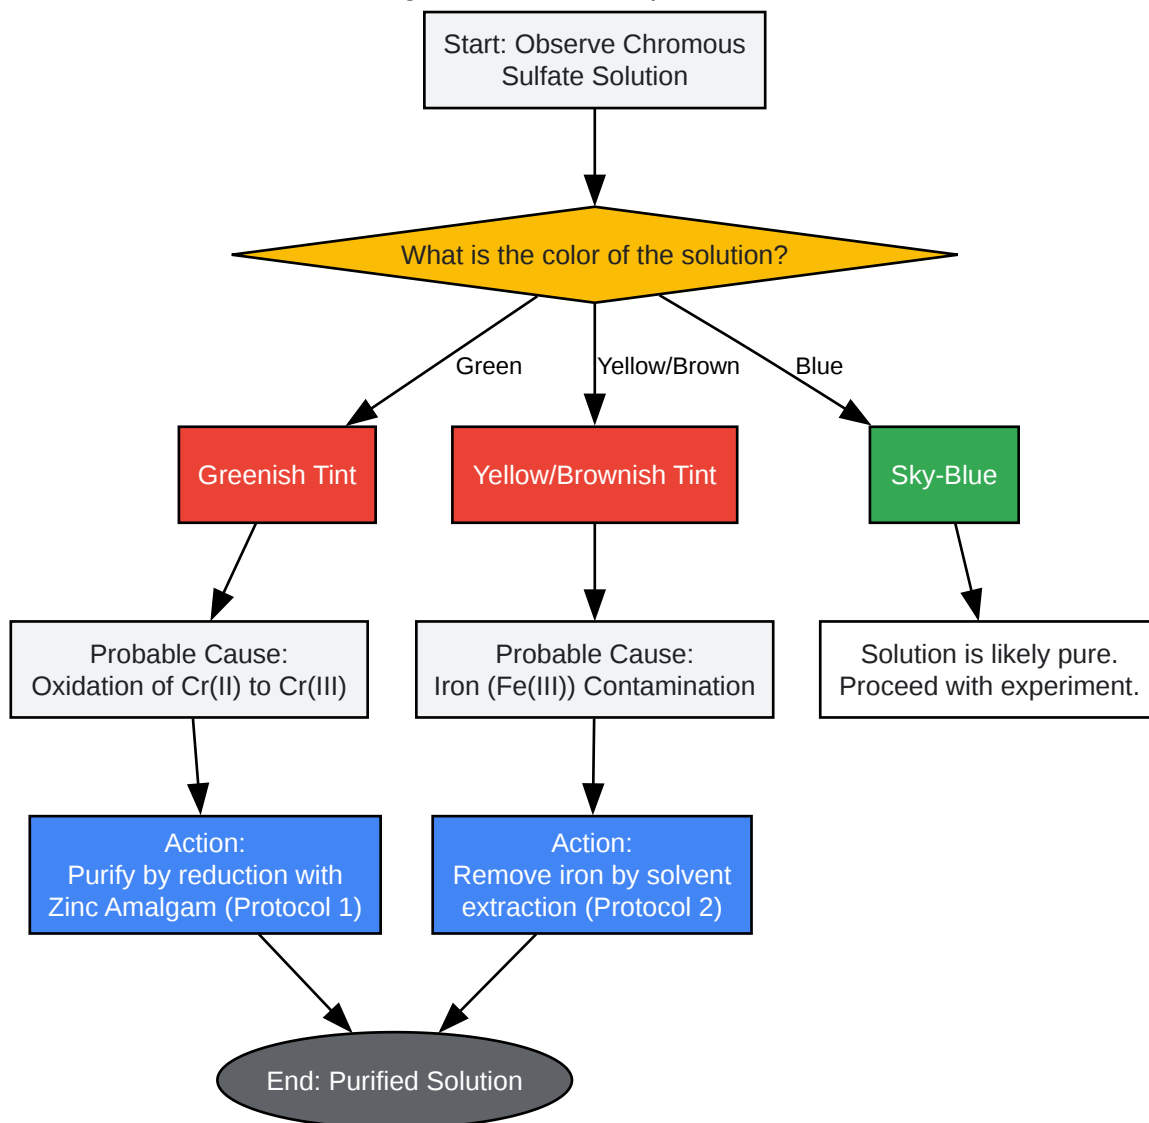 Start: Observe Chromous
Sulfate Solution
What is the color of the solution?
Green
Yellow/Brown
Blue
Greenish Tint
Yellow/Brownish Tint
Sky-Blue
Probable Cause:
Oxidation of Cr(II) to Cr(III)
Probable Cause:
Iron (Fe(III)) Contamination
Solution is likely pure.
Proceed with experiment.
Action:
Purify by reduction with
Zinc Amalgam (Protocol 1)
Action:
Remove iron by solvent
extraction (Protocol 2)
End: Purified Solution